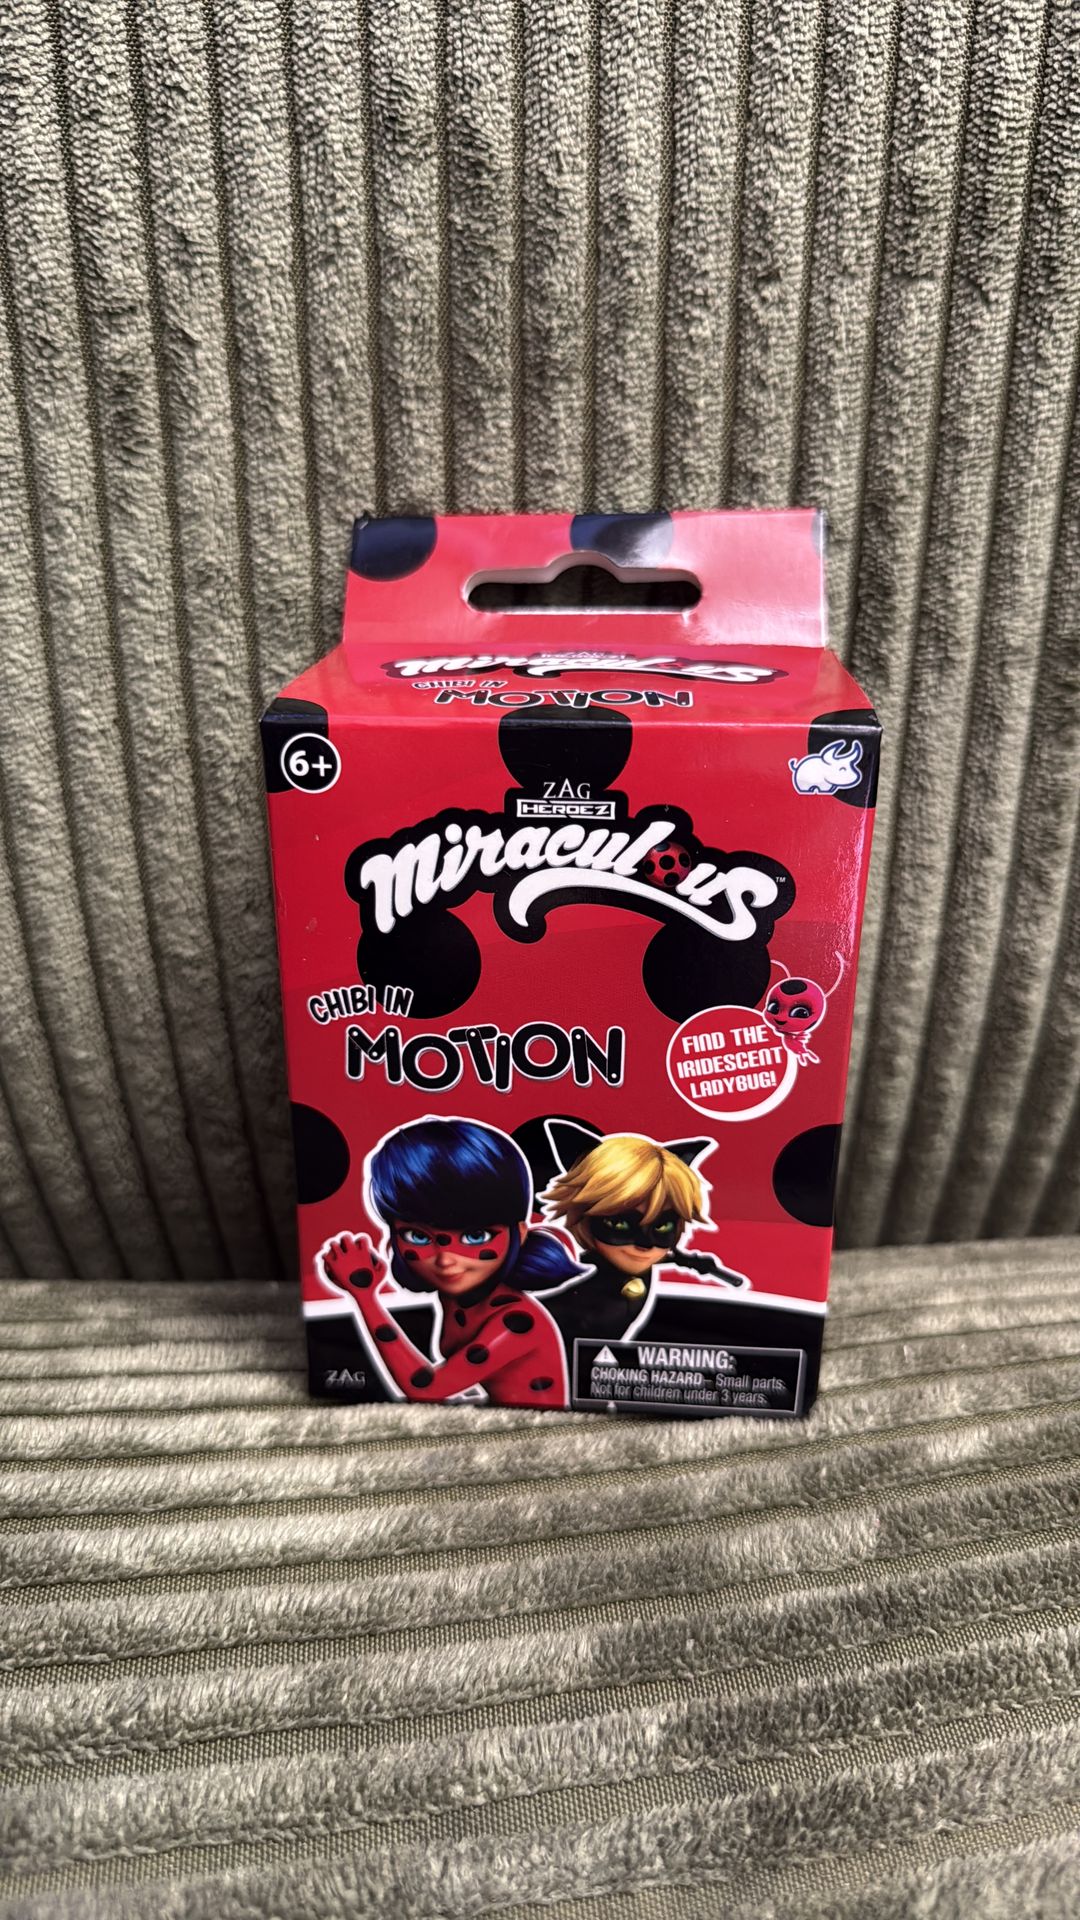 Miraculous
CHIBI IN
MOTION
6+
ZAG
HEROEZ
Miraculous™
CHIBI IN
MOTION
FIND THE
IRIDESCENT
LADYBUG!
WARNING:
CHOKING HAZARD – Small parts.
Not for children under 3 years.
ZAG